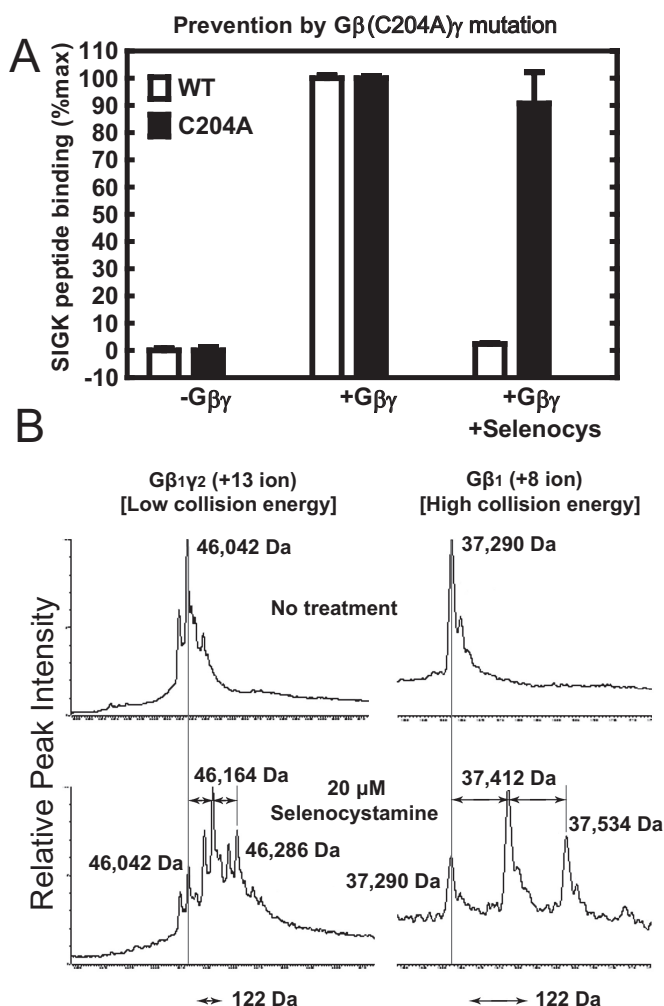 A
Prevention by Gβ(C204A)γ mutation
SIGK peptide binding (%max)
110
100
90
80
70
60
50
40
30
20
10
0
-10
WT
C204A
-Gβγ
+Gβγ
+Gβγ
+Selenocys
B
Gβ1γ2 (+13 ion)
[Low collision energy]
Gβ1 (+8 ion)
[High collision energy]
Relative Peak Intensity
46,042 Da
37,290 Da
No treatment
46,164 Da
20 µM
Selenocystamine
37,412 Da
46,042 Da
46,286 Da
37,290 Da
37,534 Da
122 Da
122 Da